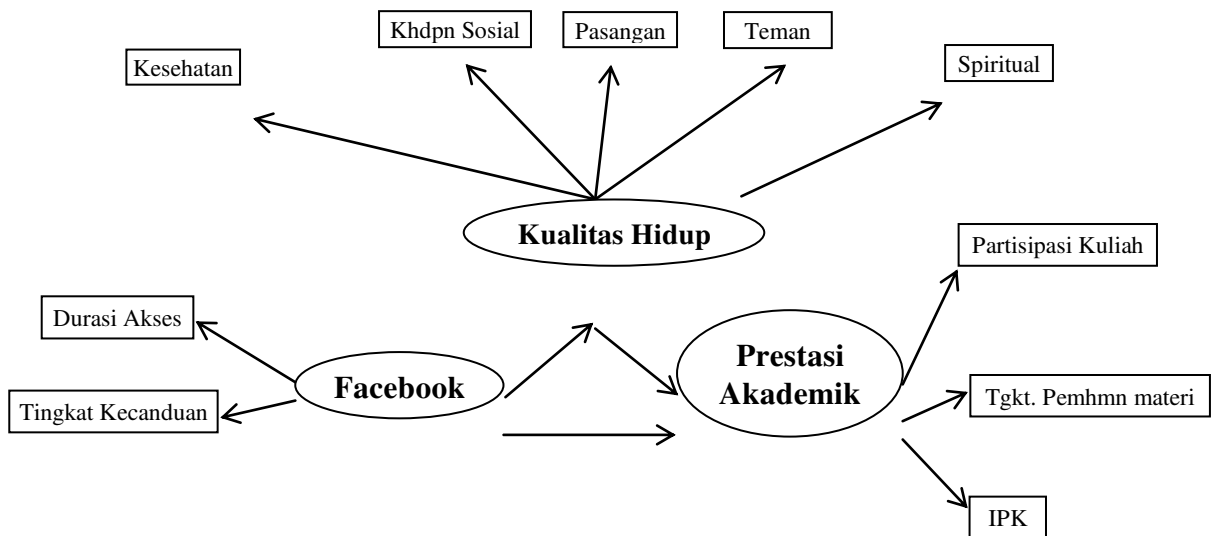 Khdpn Sosial
Pasangan
Teman
Kesehatan
Spiritual
Kualitas Hidup
Partisipasi Kuliah
Durasi Akses
Prestasi
Akademik
Facebook
Tingkat Kecanduan
Tgkt. Pemhmn materi
IPK